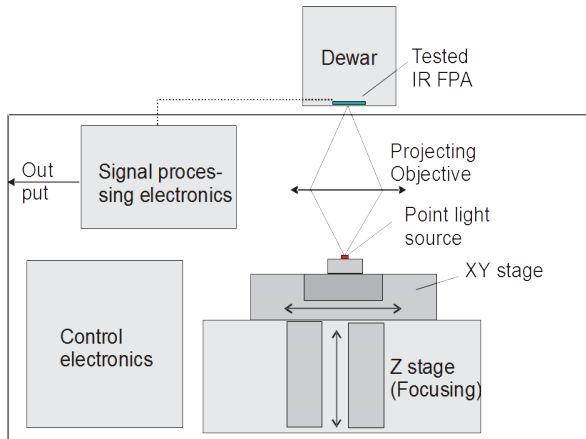 Dewar
Tested
IR FPA
Signal proces-
sing electronics
Out
put
Projecting
Objective
Point light
source
XY stage
Control
electronics
Z stage
(Focusing)